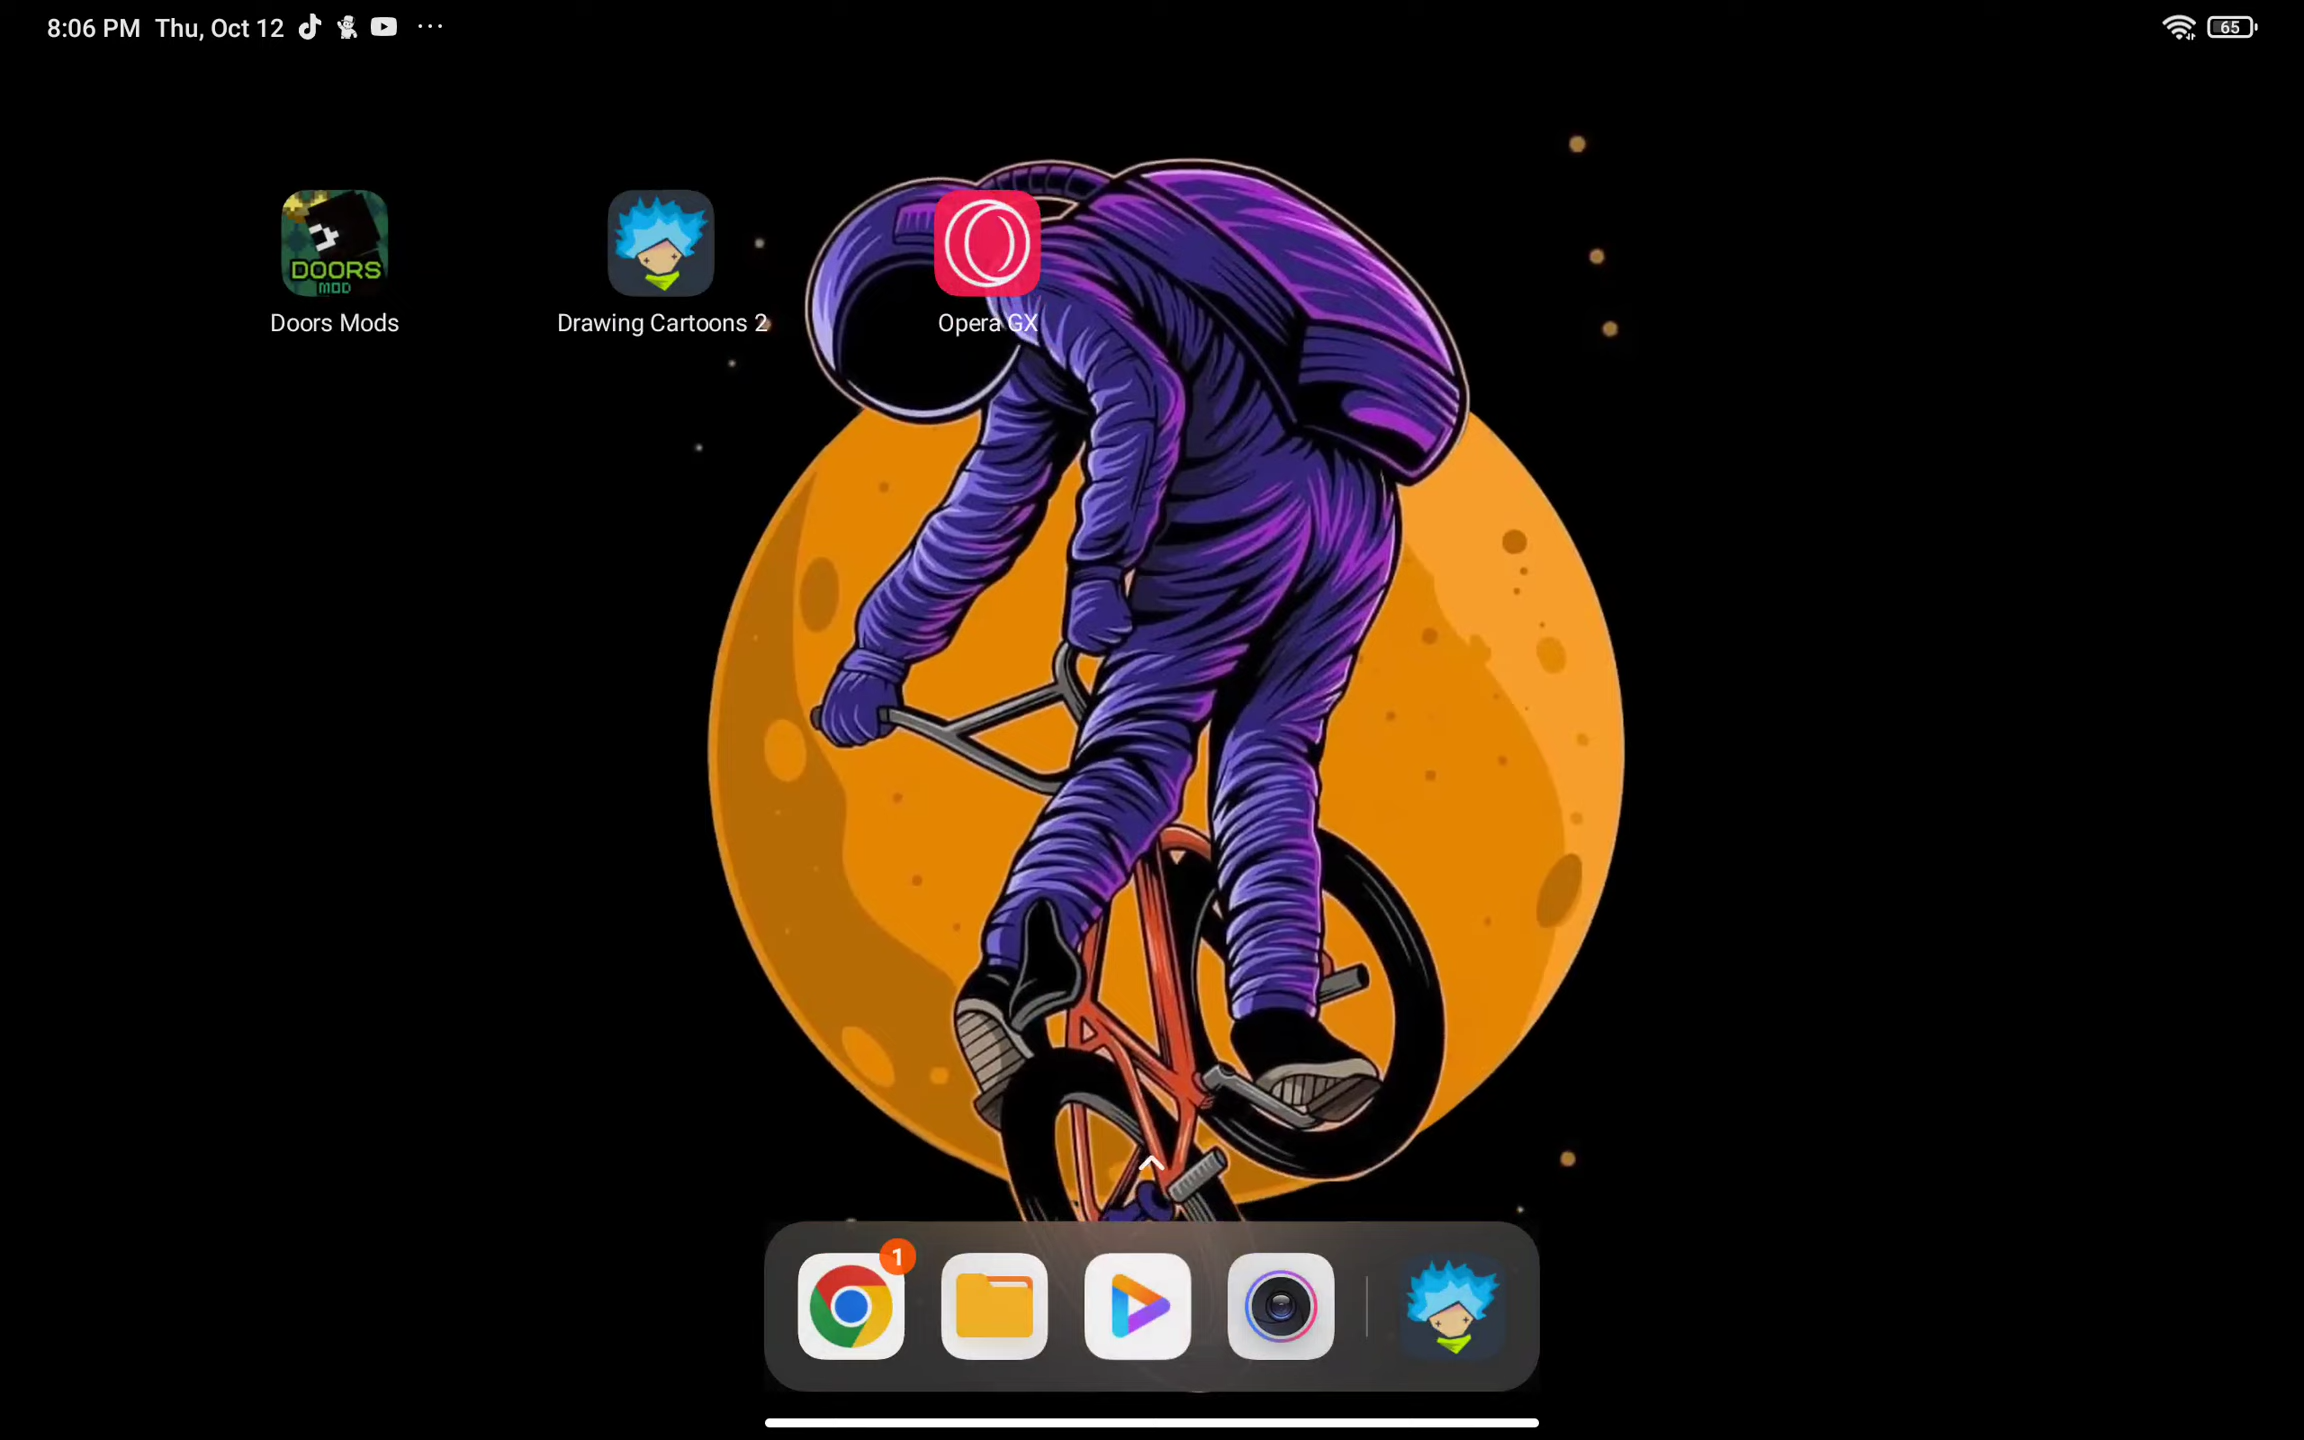 8:06 PM Thu, Oct 12
65
DOORS
MOD
Doors Mods
Drawing Cartoons 2
Opera GX
1